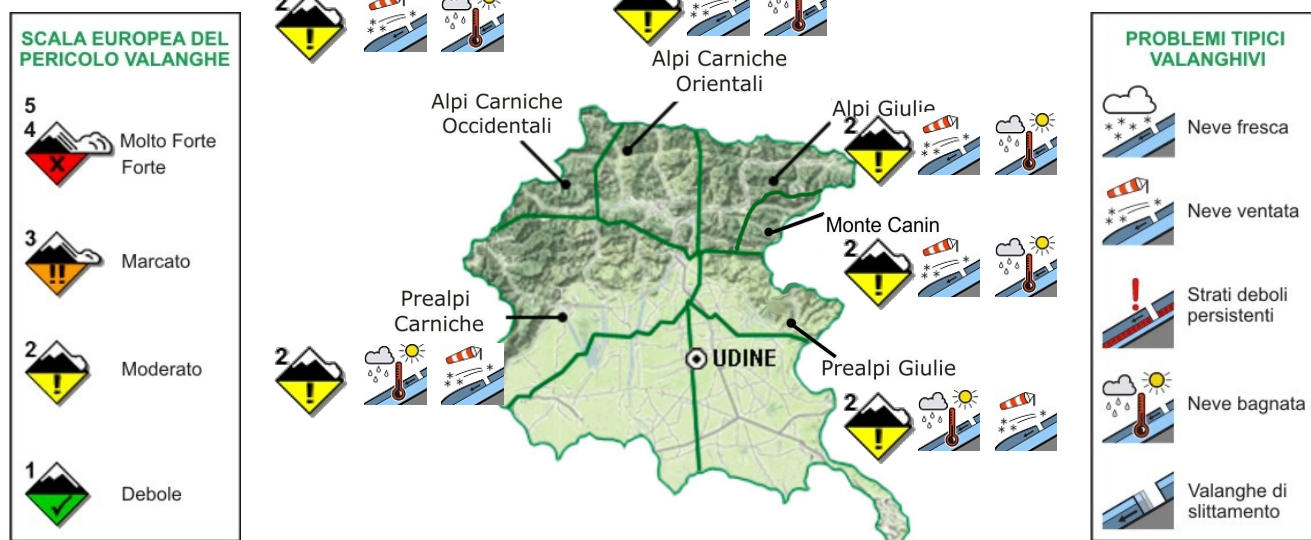 SCALA EUROPEA DEL
PERICOLO VALANGHE
5
4
Molto Forte
Forte
3
Marcato
2
Moderato
1
Debole
2
2
Alpi Carniche
Orientali
Alpi Carniche
Occidentali
Alpi Giulie
2
Monte Canin
2
Prealpi
Carniche
2
UDINE
Prealpi Giulie
2
PROBLEMI TIPICI
VALANGHIVI
Neve fresca
Neve ventata
Strati deboli
persistenti
Neve bagnata
Valanghe di
slittamento